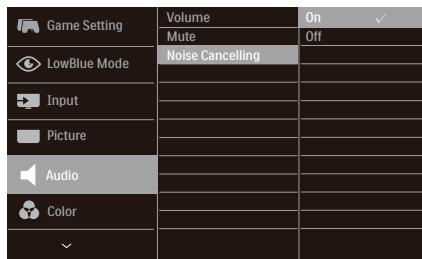 Game Setting
LowBlue Mode
Input
Picture
Audio
Color
Volume
Mute
Noise Cancelling
On ✓
Off